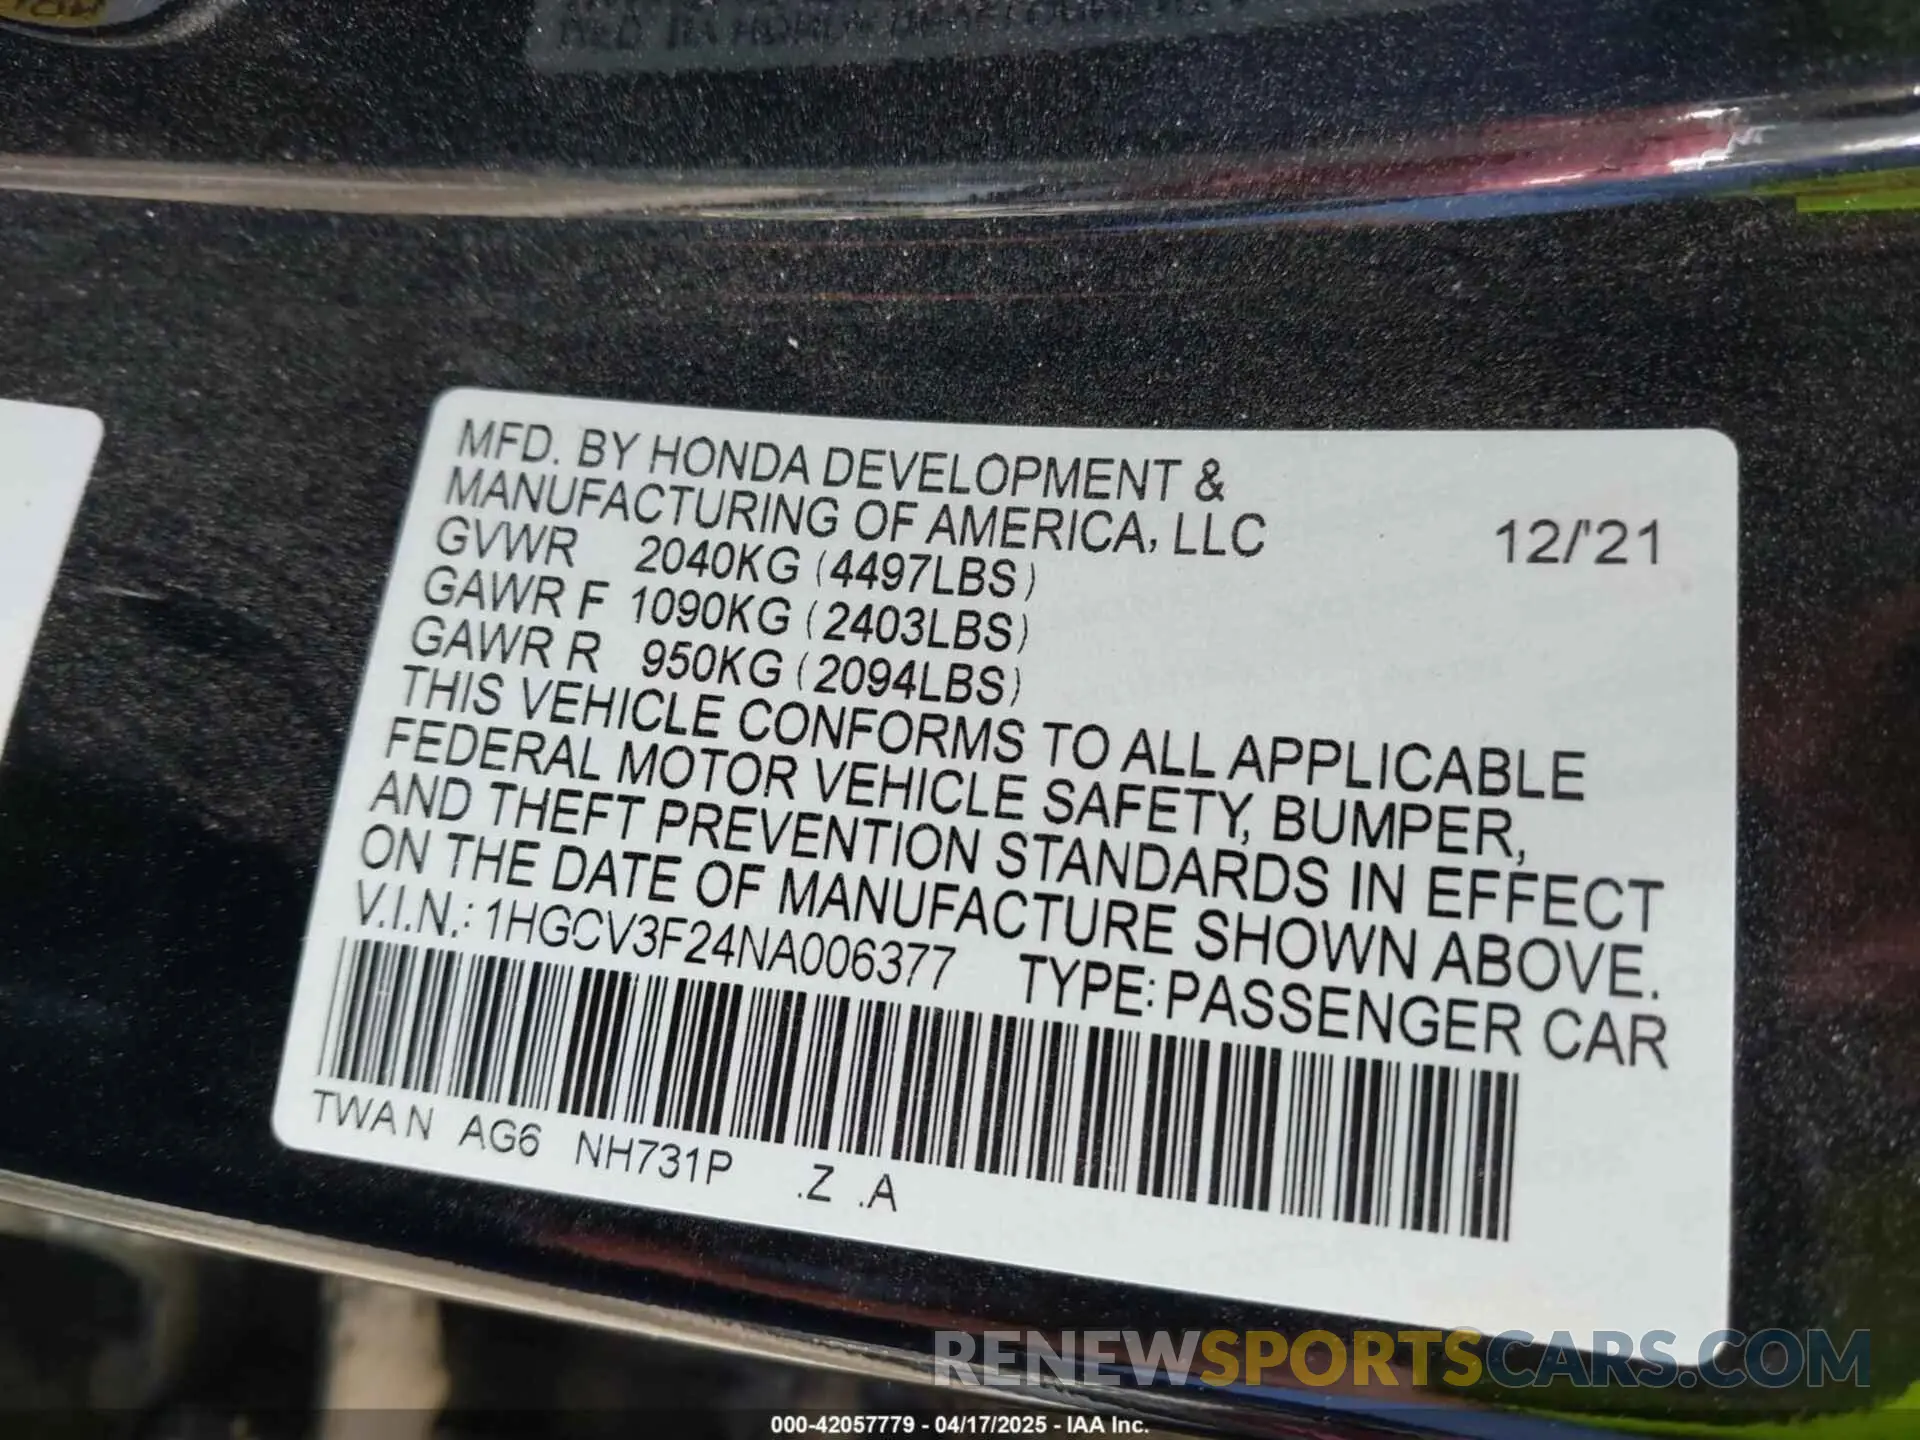 MFD. BY HONDA DEVELOPMENT &
MANUFACTURING OF AMERICA, LLC
12/'21
GVWR 2040KG (4497LBS)
GAWR F 1090KG (2403LBS)
GAWR R 950KG (2094LBS)
THIS VEHICLE CONFORMS TO ALL APPLICABLE
FEDERAL MOTOR VEHICLE SAFETY, BUMPER,
AND THEFT PREVENTION STANDARDS IN EFFECT
ON THE DATE OF MANUFACTURE SHOWN ABOVE.
V.I.N.: 1HGCV3F24NA006377 TYPE: PASSENGER CAR
TWAN AG6 NH731P .Z .A
RENEWSPORTSCARS.COM
000-42057779 - 04/17/2025 - IAA Inc.